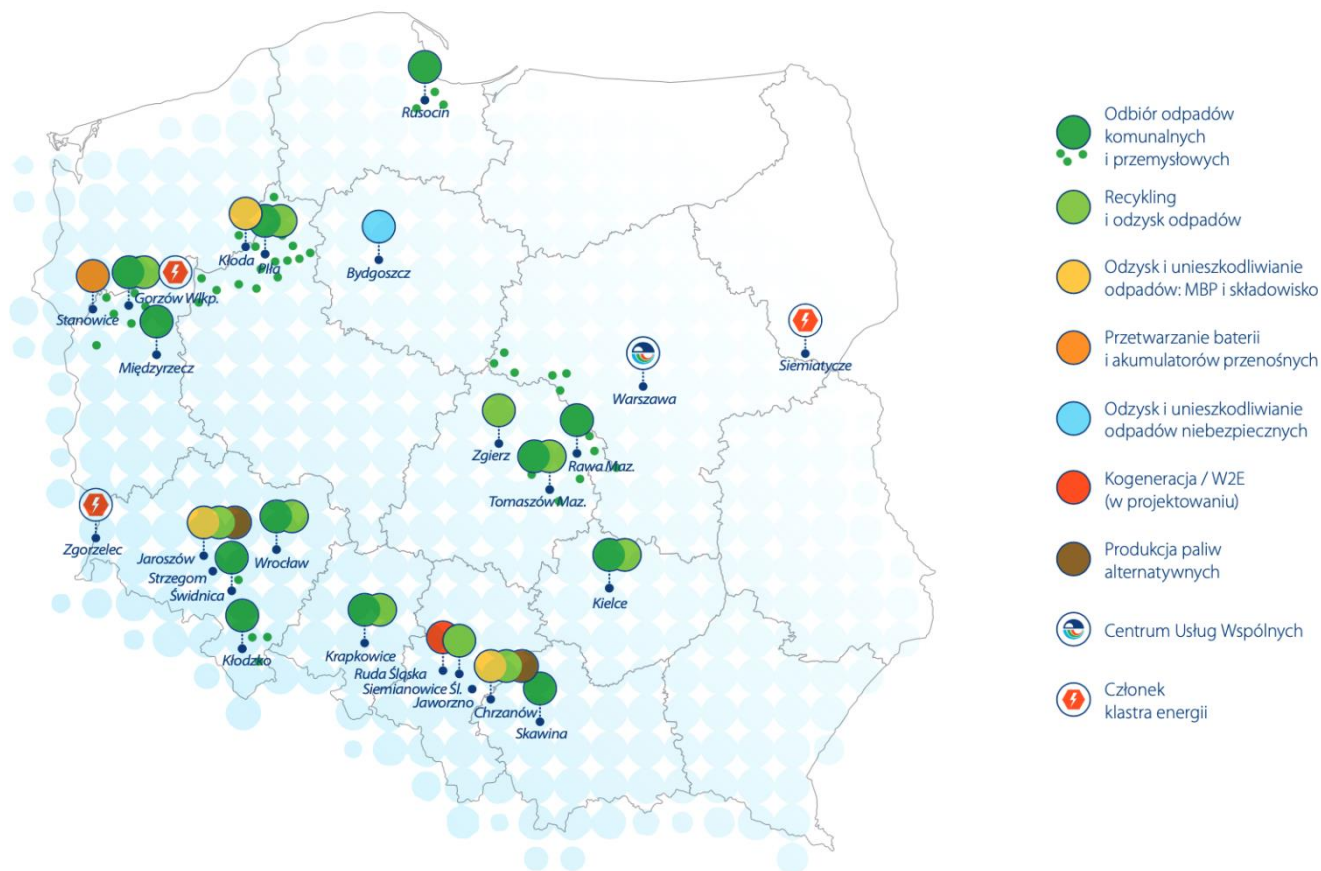 Rusocin
Kłoda
Piła
Bydgoszcz
Gorzów Wlkp.
Stanowice
Międzyrzecz
Siemiatycze
Warszawa
Zgierz
Rawa Maz.
Tomaszów Maz.
Zgorzelec
Jaroszów
Wrocław
Strzegom
Świdnica
Kielce
Kłodzko
Krapkowice
Ruda Śląska
Siemianowice Śl.
Jaworzno
Chrzanów
Skawina
Odbiór odpadów
komunalnych
i przemysłowych
Recykling
i odzysk odpadów
Odzysk i unieszkodliwianie
odpadów: MBP i składowisko
Przetwarzanie baterii
i akumulatorów przenośnych
Odzysk i unieszkodliwianie
odpadów niebezpiecznych
Kogeneracja / W2E
(w projektowaniu)
Produkcja paliw
alternatywnych
Centrum Usług Wspólnych
Członek
klastra energii